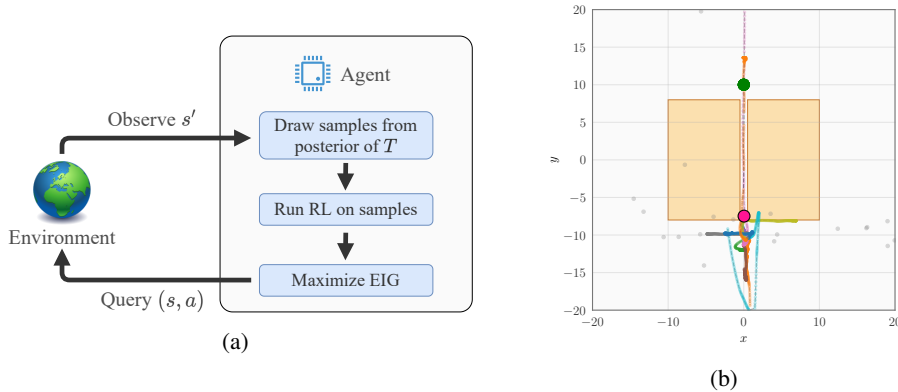 Agent
Observe s′
Draw samples from
posterior of T
Run RL on samples
Environment
Maximize EIG
Query (s, a)
(a)
20
15
10
5
0
−5
−10
−15
−20
y
−20
−10
0
10
20
x
(b)